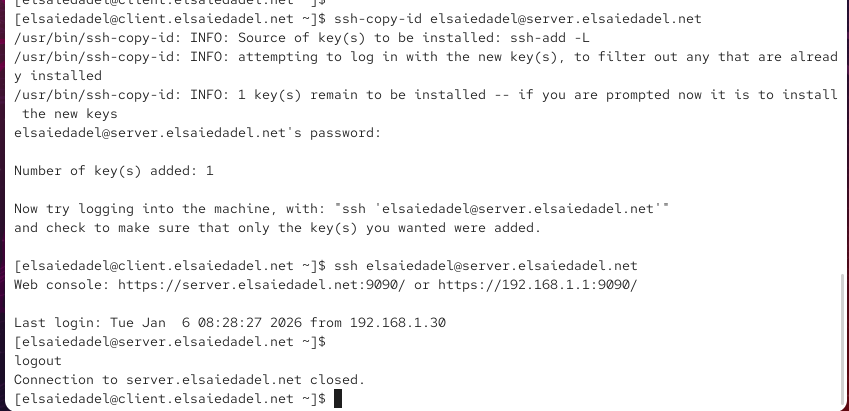 [elsaiedadel@client.elsaiedadel.net ~]$
[elsaiedadel@client.elsaiedadel.net ~]$ ssh-copy-id elsaiedadel@server.elsaiedadel.net
/usr/bin/ssh-copy-id: INFO: Source of key(s) to be installed: ssh-add -L
/usr/bin/ssh-copy-id: INFO: attempting to log in with the new key(s), to filter out any that are alread
y installed
/usr/bin/ssh-copy-id: INFO: 1 key(s) remain to be installed -- if you are prompted now it is to install
 the new keys
elsaiedadel@server.elsaiedadel.net's password:

Number of key(s) added: 1

Now try logging into the machine, with: "ssh 'elsaiedadel@server.elsaiedadel.net'"
and check to make sure that only the key(s) you wanted were added.

[elsaiedadel@client.elsaiedadel.net ~]$ ssh elsaiedadel@server.elsaiedadel.net
Web console: https://server.elsaiedadel.net:9090/ or https://192.168.1.1:9090/

Last login: Tue Jan  6 08:28:27 2026 from 192.168.1.30
[elsaiedadel@server.elsaiedadel.net ~]$
logout
Connection to server.elsaiedadel.net closed.
[elsaiedadel@client.elsaiedadel.net ~]$